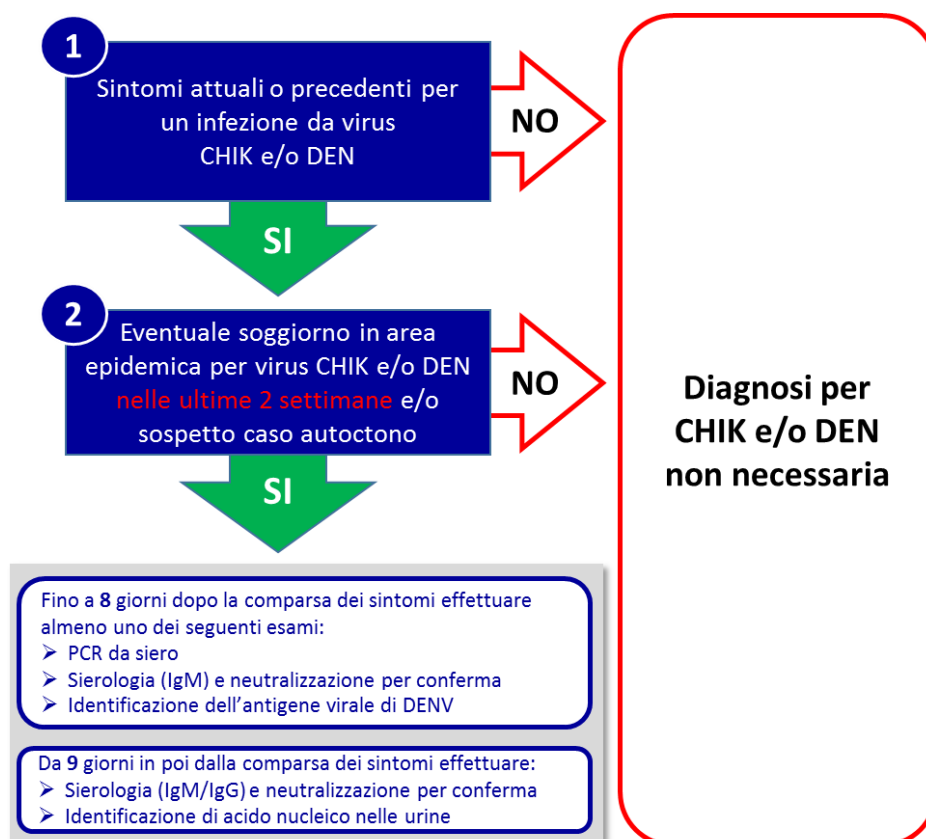 1
Sintomi attuali o precedenti per
un infezione da virus
CHIK e/o DEN
NO
SI
2
Eventuale soggiorno in area
epidemica per virus CHIK e/o DEN
nelle ultime 2 settimane e/o
sospetto caso autoctono
NO
SI
Diagnosi per
CHIK e/o DEN
non necessaria
Fino a 8 giorni dopo la comparsa dei sintomi effettuare
almeno uno dei seguenti esami:
➢ PCR da siero
➢ Sierologia (IgM) e neutralizzazione per conferma
➢ Identificazione dell'antigene virale di DENV
Da 9 giorni in poi dalla comparsa dei sintomi effettuare:
➢ Sierologia (IgM/IgG) e neutralizzazione per conferma
➢ Identificazione di acido nucleico nelle urine